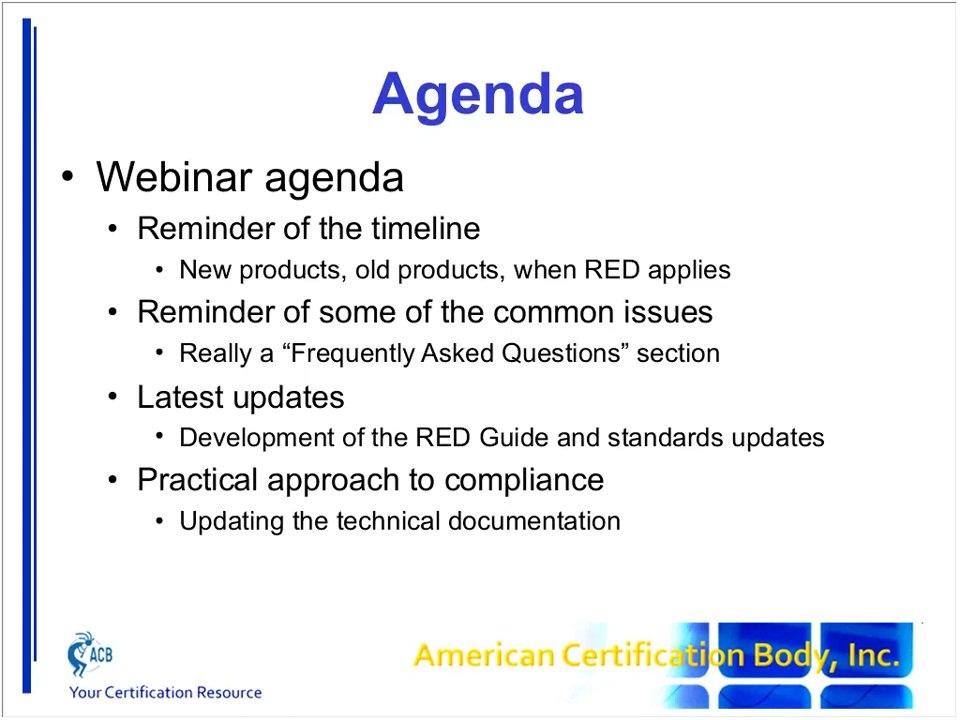 Agenda
• Webinar agenda
• Reminder of the timeline
• New products, old products, when RED applies
• Reminder of some of the common issues
• Really a “Frequently Asked Questions” section
• Latest updates
• Development of the RED Guide and standards updates
• Practical approach to compliance
• Updating the technical documentation
ACB
American Certification Body, Inc.
Your Certification Resource